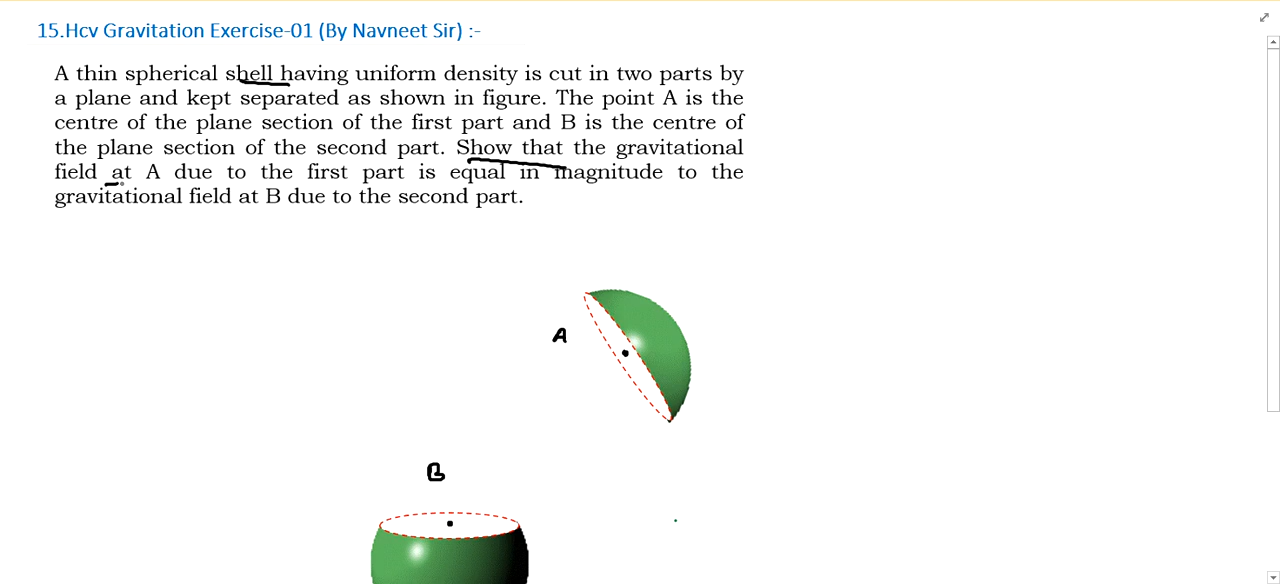 15.Hcv Gravitation Exercise-01 (By Navneet Sir) :-
A thin spherical shell having uniform density is cut in two parts by
a plane and kept separated as shown in figure. The point A is the
centre of the plane section of the first part and B is the centre of
the plane section of the second part. Show that the gravitational
field at A due to the first part is equal in magnitude to the
gravitational field at B due to the second part.
A
B